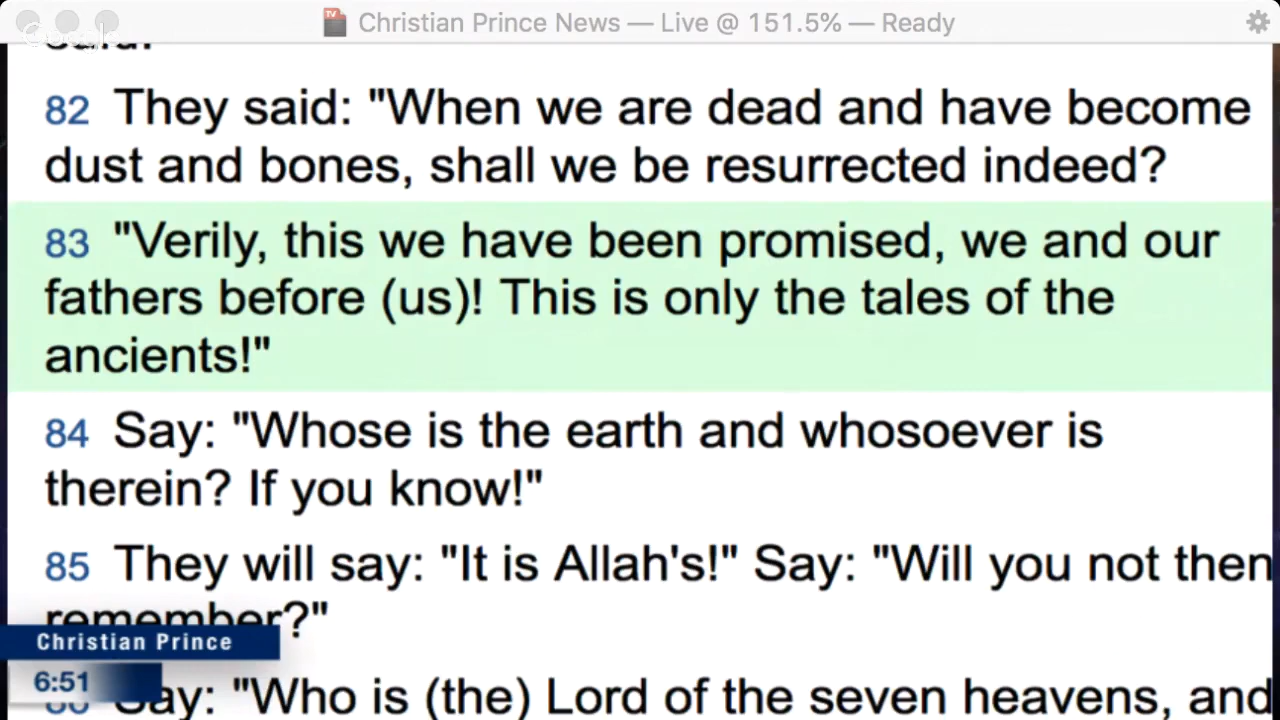 Christian Prince News — Live @ 151.5% — Ready
Google
said:
82 They said: "When we are dead and have become
dust and bones, shall we be resurrected indeed?
83 "Verily, this we have been promised, we and our
fathers before (us)! This is only the tales of the
ancients!"
84 Say: "Whose is the earth and whosoever is
therein? If you know!"
85 They will say: "It is Allah's!" Say: "Will you not then
remember?"
Christian Prince
6:51
86 Say: "Who is (the) Lord of the seven heavens, and